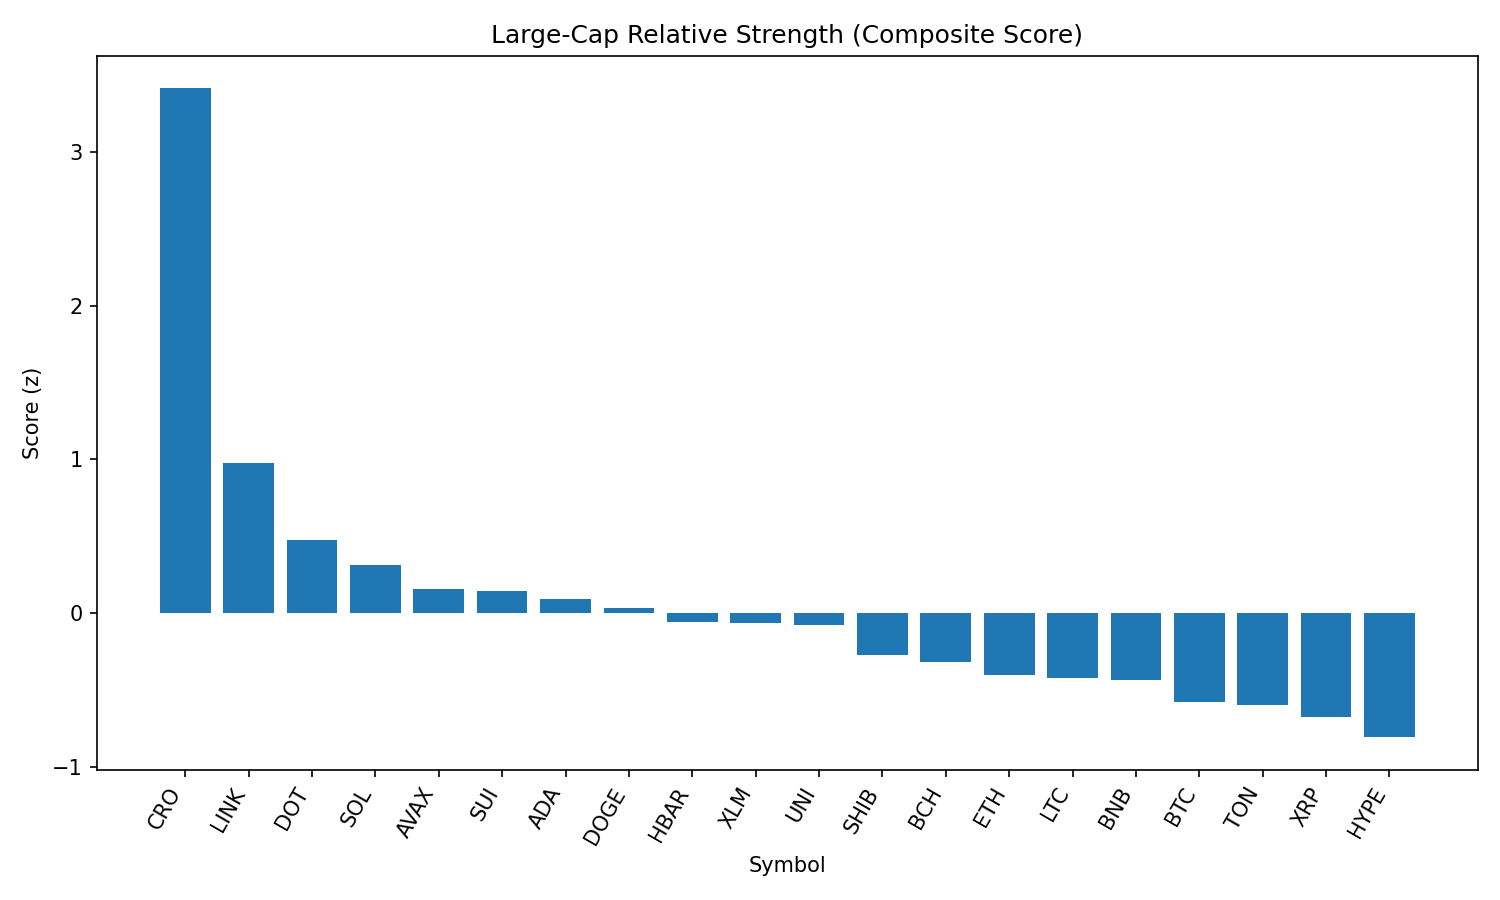 Large-Cap Relative Strength (Composite Score)
Score (z)
3
2
1
0
−1
CRO
LINK
DOT
SOL
AVAX
SUI
ADA
DOGE
HBAR
XLM
UNI
SHIB
BCH
ETH
LTC
BNB
BTC
TON
XRP
HYPE
Symbol